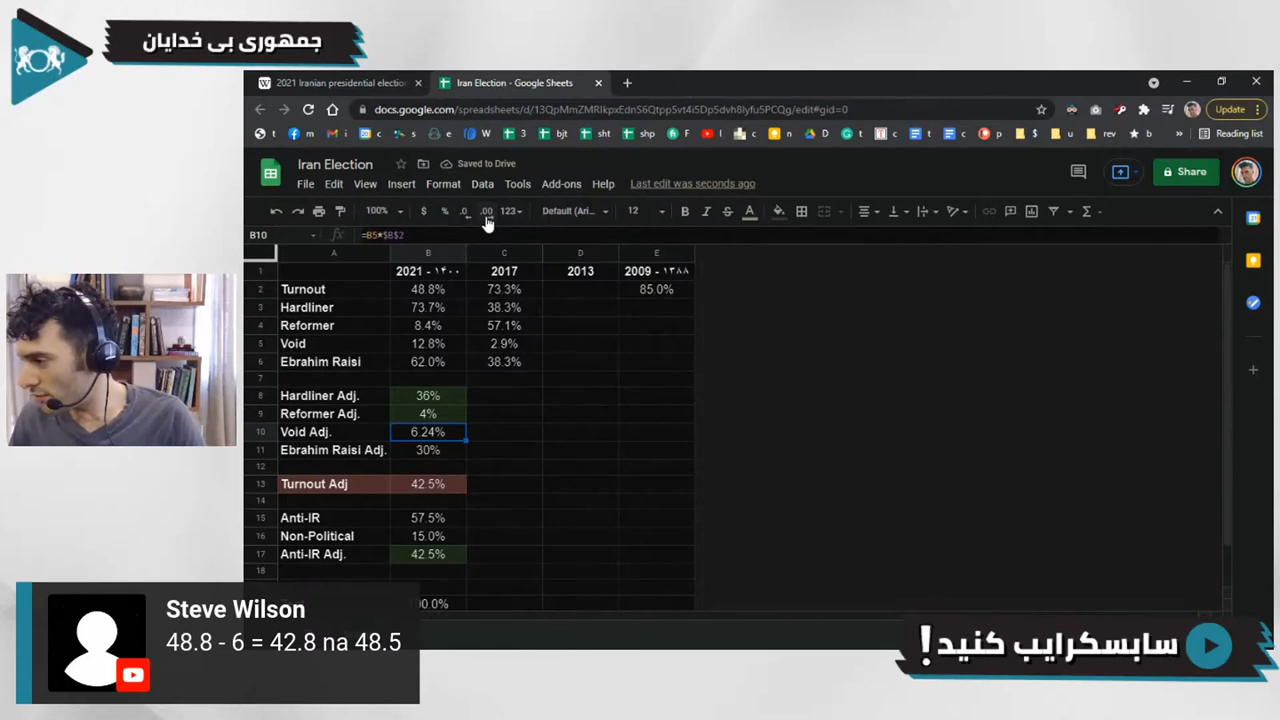 جمهوری بی خدایان
2021 Iranian presidential electio
Iran Election - Google Sheets
docs.google.com/spreadsheets/d/13QpMmZMRIkpxEdnS6Qtpp5vt4i5Dp5dvh8lyfu5PCQg/edit#gid=0
Update
Reading list
Iran Election
Saved to Drive
File Edit View Insert Format Data Tools Add-ons Help Last edit was seconds ago
Share
100% $ % .0 .00 123 Default (Ari... 12 B I S A
B10 fx =B5*$B$2
A B C D E
1 2021 - ۱۴۰۰ 2017 2013 2009 - ۱۳۸۸
2 Turnout 48.8% 73.3% 85.0%
3 Hardliner 73.7% 38.3%
4 Reformer 8.4% 57.1%
5 Void 12.8% 2.9%
6 Ebrahim Raisi 62.0% 38.3%
7
8 Hardliner Adj. 36%
9 Reformer Adj. 4%
10 Void Adj. 6.24%
11 Ebrahim Raisi Adj. 30%
12
13 Turnout Adj 42.5%
14
15 Anti-IR 57.5%
16 Non-Political 15.0%
17 Anti-IR Adj. 42.5%
18
00.0%
Steve Wilson
48.8 - 6 = 42.8 na 48.5
سابسکرایب کنید!